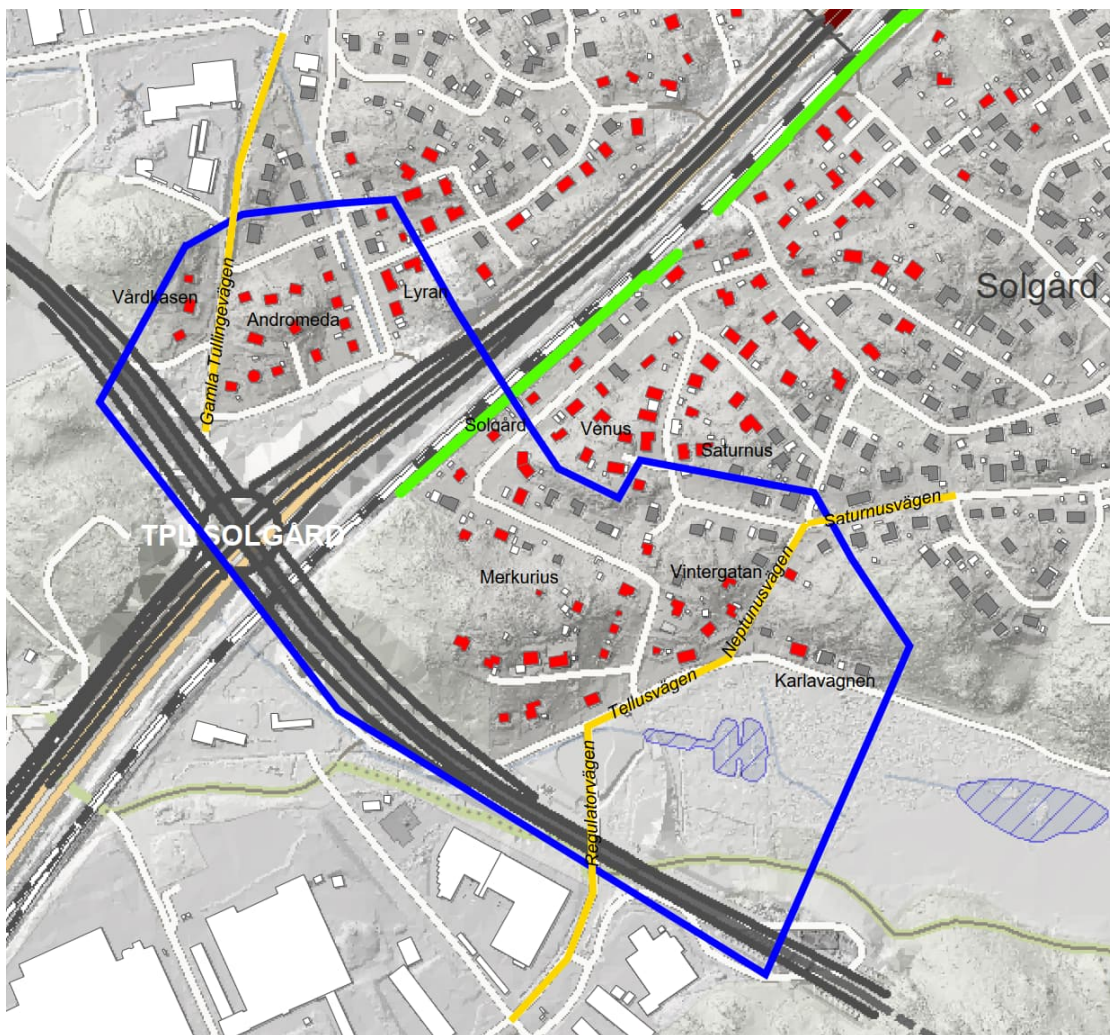 Solgård
Vårdkasen
Lyran
Andromeda
Gamla Tullingevägen
Solgård
Venus
Saturnus
Saturnusvägen
TPL SOLGÅRD
Merkurius
Vintergatan
Neptunusvägen
Karlavagnen
Tellusvägen
Regulatorvägen